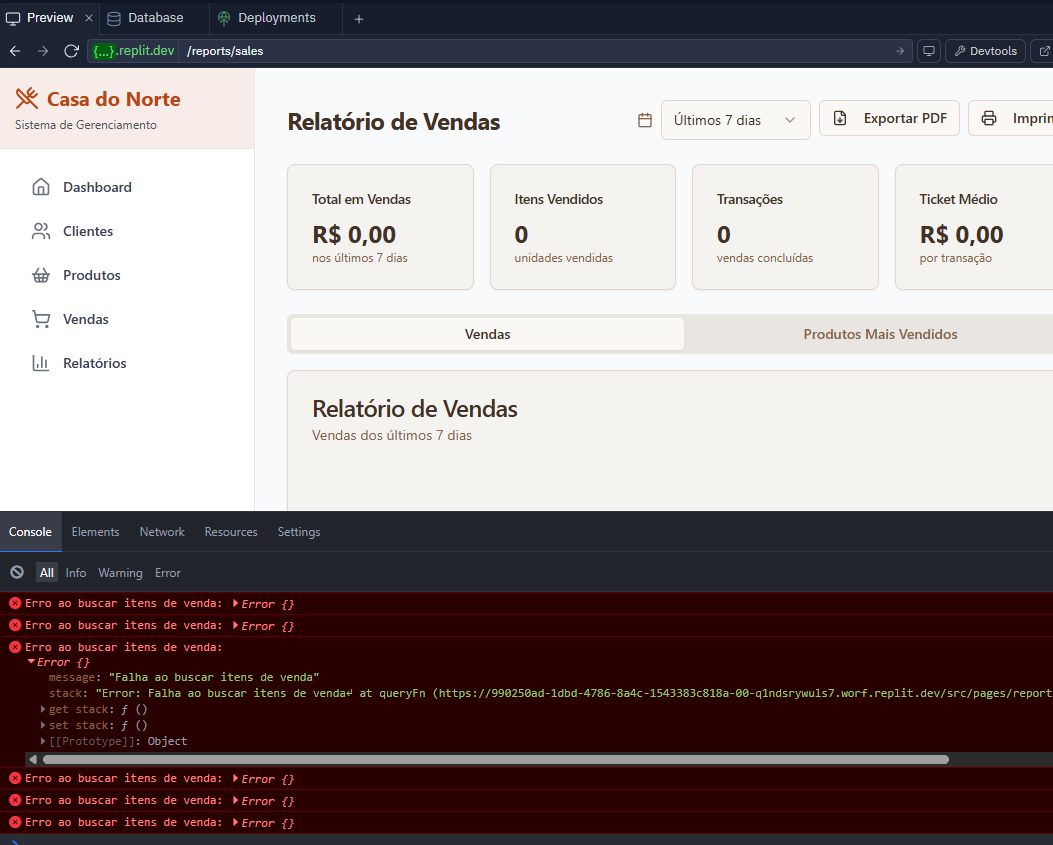 Preview
Database
Deployments
{...}.replit.dev /reports/sales
Devtools
Casa do Norte
Sistema de Gerenciamento
Dashboard
Clientes
Produtos
Vendas
Relatórios
Relatório de Vendas
Últimos 7 dias
Exportar PDF
Imprim
Total em Vendas
R$ 0,00
nos últimos 7 dias
Itens Vendidos
0
unidades vendidas
Transações
0
vendas concluídas
Ticket Médio
R$ 0,00
por transação
Vendas
Produtos Mais Vendidos
Relatório de Vendas
Vendas dos últimos 7 dias
Console Elements Network Resources Settings
All Info Warning Error
Erro ao buscar itens de venda: Error {}
Erro ao buscar itens de venda: Error {}
Erro ao buscar itens de venda:
Error {}
message: "Falha ao buscar itens de venda"
stack: "Error: Falha ao buscar itens de venda↵ at queryFn (https://990250ad-1dbd-4786-8a4c-1543383c818a-00-q1ndsrywuls7.worf.replit.dev/src/pages/report
get stack: ƒ ()
set stack: ƒ ()
[[Prototype]]: Object
Erro ao buscar itens de venda: Error {}
Erro ao buscar itens de venda: Error {}
Erro ao buscar itens de venda: Error {}